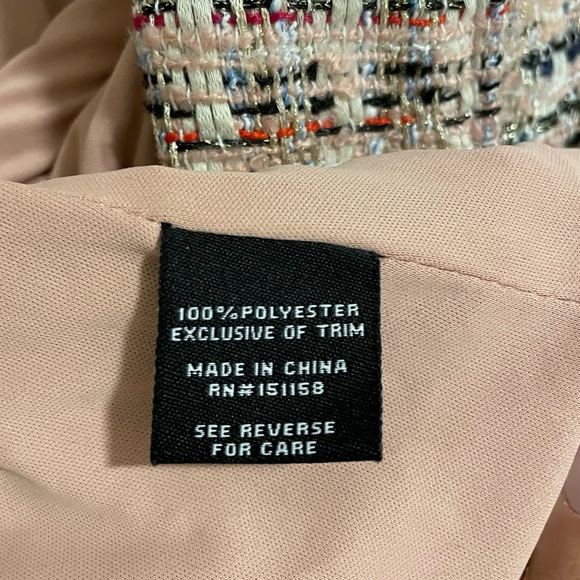 100%POLYESTER
EXCLUSIVE OF TRIM
MADE IN CHINA
RN#151158
SEE REVERSE
FOR CARE